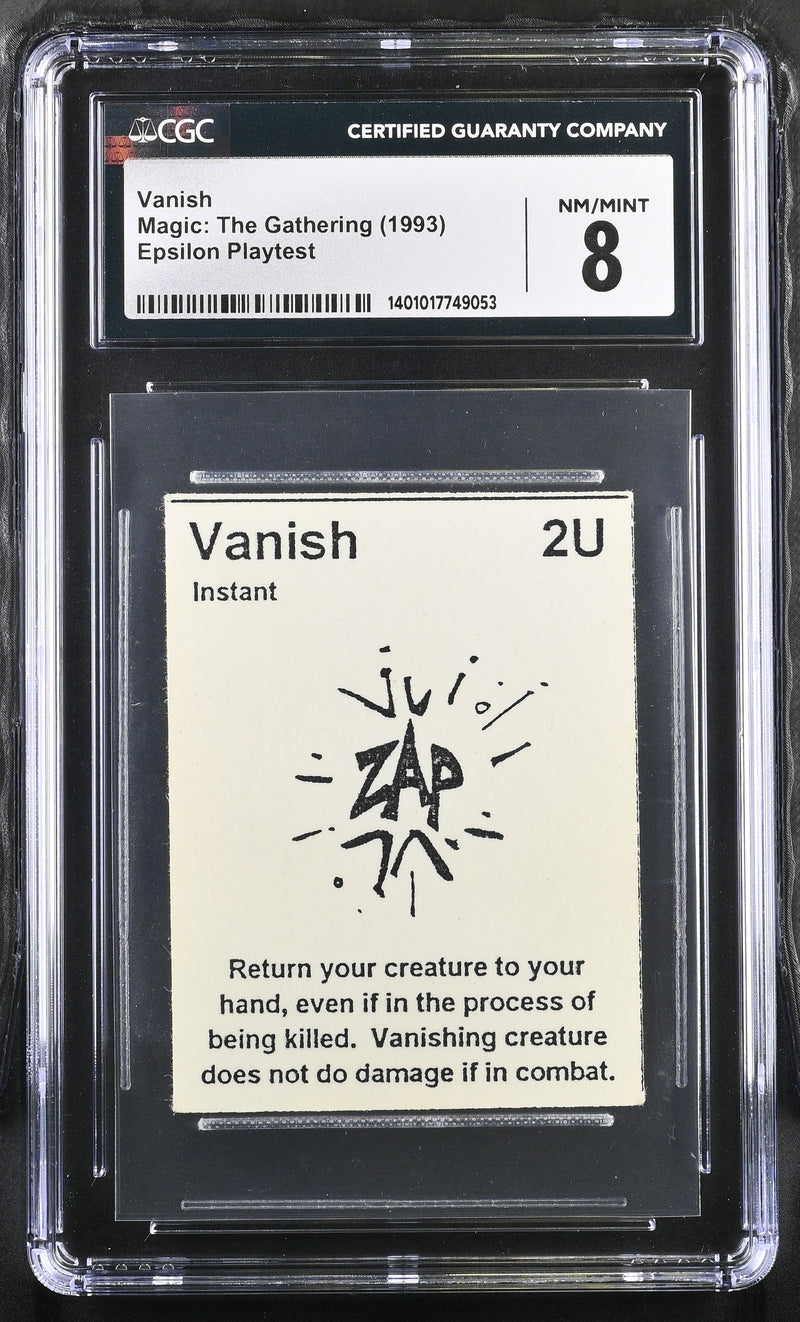 CGC
CERTIFIED GUARANTY COMPANY
Vanish
Magic: The Gathering (1993)
Epsilon Playtest
NM/MINT
8
1401017749053
Vanish 2U
Instant
ZAP
Return your creature to your
hand, even if in the process of
being killed. Vanishing creature
does not do damage if in combat.